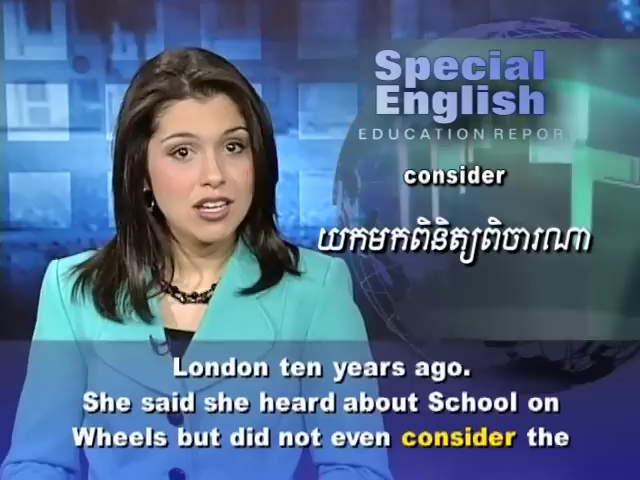 Special
English
EDUCATION REPOR
consider
យកមកពិនិត្យពិចារណា
London ten years ago.
She said she heard about School on
Wheels but did not even consider the